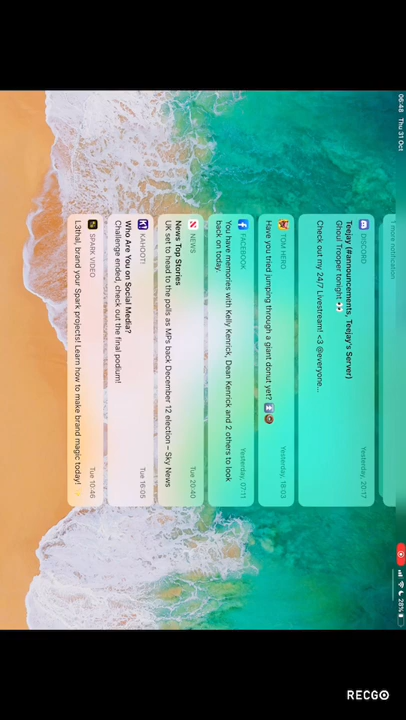 06:48 Thu 31 Oct
28%
1 more notification
DISCORD
Yesterday, 20:17
Teejay (#announcements, Teejay's Server)
Ghoul Trooper tonight 👀
Check out my 24/7 Livestream! <3 @everyone...
TDM HERO
Yesterday, 18:03
Have you tried jumping through a giant donut yet?
FACEBOOK
Yesterday, 07:11
You have memories with Kelly Kenrick, Dean Kenrick and 2 others to look
back on today.
NEWS
Tue 20:40
News Top Stories
UK set to head to the polls as MPs back December 12 election – Sky News
KAHOOT!
Tue 16:05
Who Are You on Social Media?
Challenge ended, check out the final podium!
SPARK VIDEO
Tue 10:46
L3thal, brand your Spark projects! Learn how to make brand magic today! ✨
RECGO